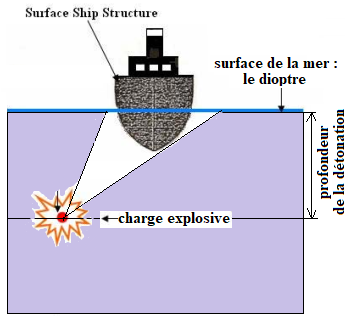 Surface Ship Structure
surface de la mer :
le dioptre
profondeur
de la détonation
charge explosive